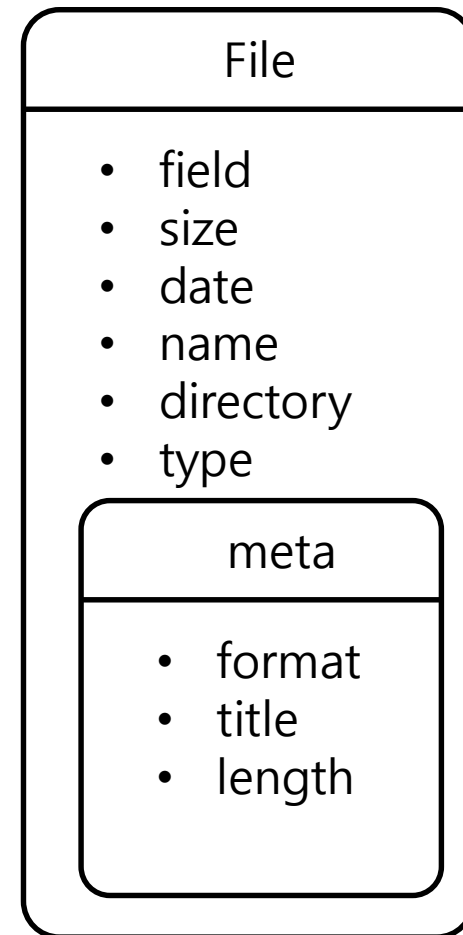 File
• field
• size
• date
• name
• directory
• type
meta
• format
• title
• length